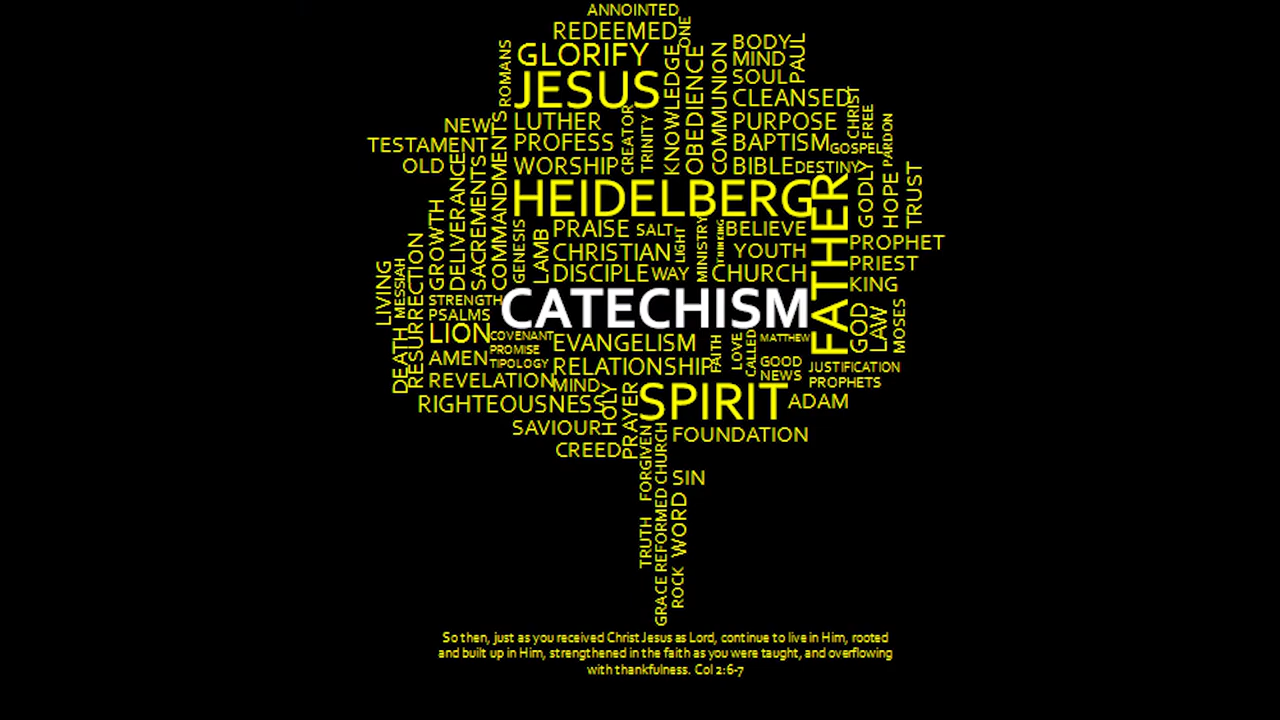 ANNOINTED
REDEEMED
ONE
GLORIFY
ROMANS
JESUS
KNOWLEDGE
OBEDIENCE
COMMUNION
BODY
MIND
SOUL
PAUL
CLEANSED
CHRIST
FREE
PARDON
NEW
TESTAMENT
OLD
LUTHER
PROFESS
WORSHIP
CREATOR
TRINITY
PURPOSE
BAPTISM
GOSPEL
BIBLE
DESTINY
GODLY
HOPE
TRUST
HEIDELBERG
FATHER
COMMANDMENTS
SACREMENTS
DELIVERANCE
GROWTH
GENESIS
LAMB
PRAISE
SALT
LIGHT
MINISTRY
THINKING
BELIEVE
CHRISTIAN
YOUTH
DISCIPLE
WAY
CHURCH
PROPHET
PRIEST
KING
LIVING
MESSIAH
RESURRECTION
DEATH
STRENGTH
PSALMS
LION
CATECHISM
GOD
LAW
MOSES
COVENANT
PROMISE
TIPOLOGY
AMEN
REVELATION
EVANGELISM
RELATIONSHIP
FAITH
LOVE
CALLED
MATTHEW
GOOD
NEWS
JUSTIFICATION
PROPHETS
MIND
RIGHTEOUSNESS
HOLY
PRAYER
SPIRIT
ADAM
SAVIOUR
CREED
FOUNDATION
FORGIVEN
REFORMED CHURCH
SIN
WORD
TRUTH
GRACE
ROCK
So then, just as you received Christ Jesus as Lord, continue to live in Him, rooted
and built up in Him, strengthened in the faith as you were taught, and overflowing
with thankfulness. Col 2:6-7